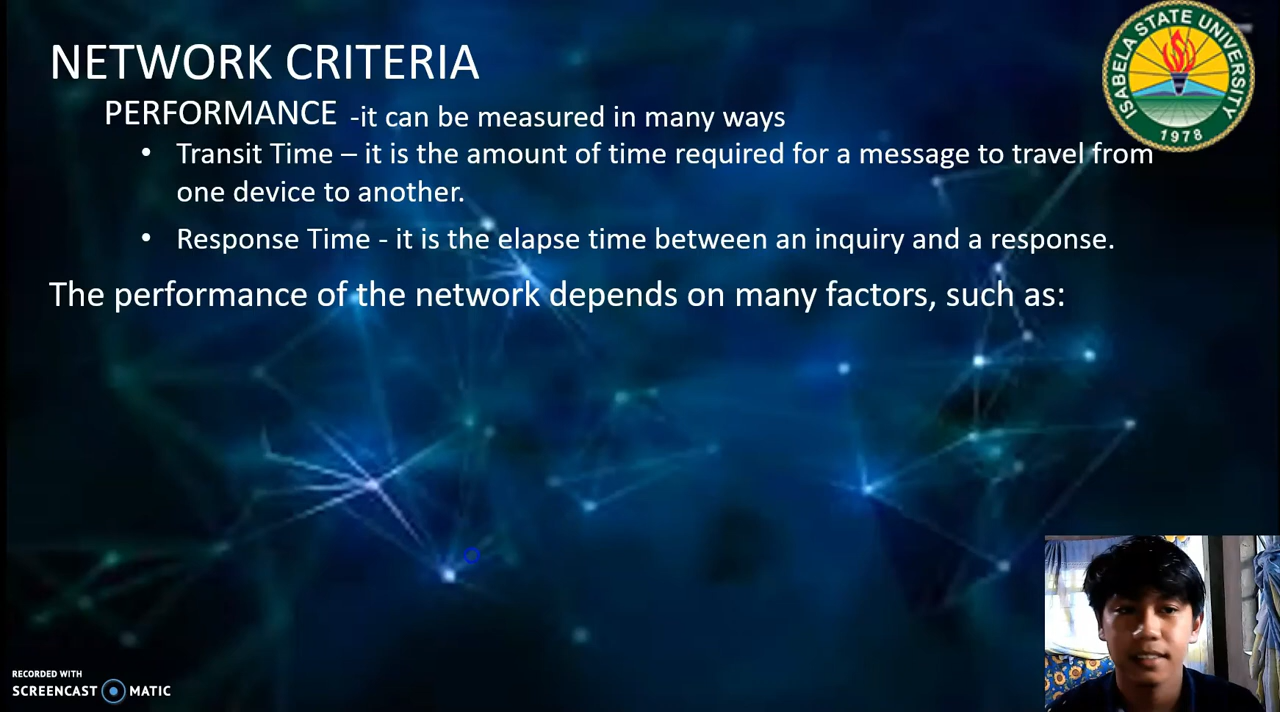 NETWORK CRITERIA
PERFORMANCE -it can be measured in many ways
• Transit Time – it is the amount of time required for a message to travel from
one device to another.
• Response Time - it is the elapse time between an inquiry and a response.
The performance of the network depends on many factors, such as:
ISABELA STATE UNIVERSITY
1978
RECORDED WITH
SCREENCAST MATIC